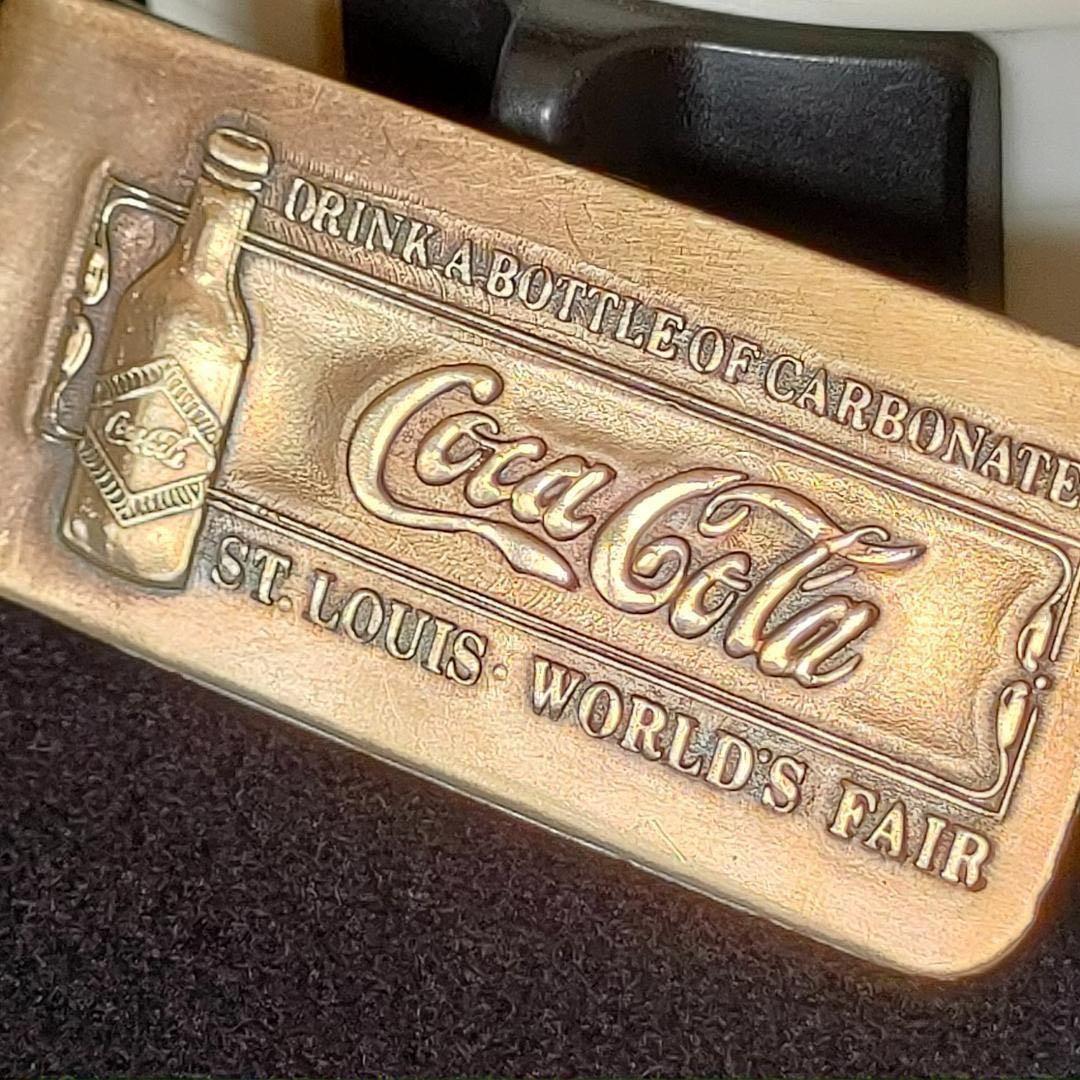 DRINK A BOTTLE OF CARBONATE
Coca Cola
Coca Cola
ST. LOUIS · WORLD'S FAIR